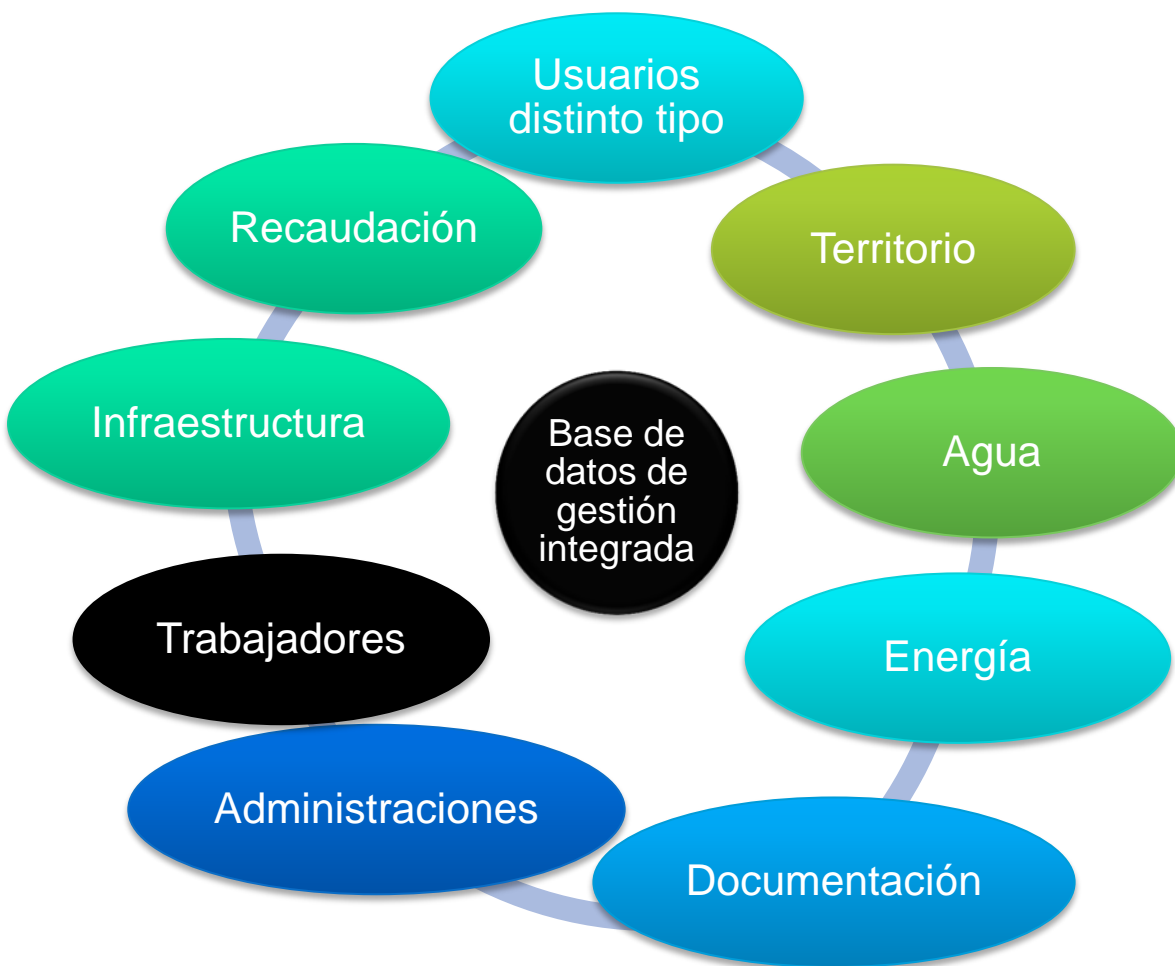 Usuarios
distinto tipo
Recaudación
Territorio
Infraestructura
Base de
datos de
gestión
integrada
Agua
Trabajadores
Energía
Administraciones
Documentación